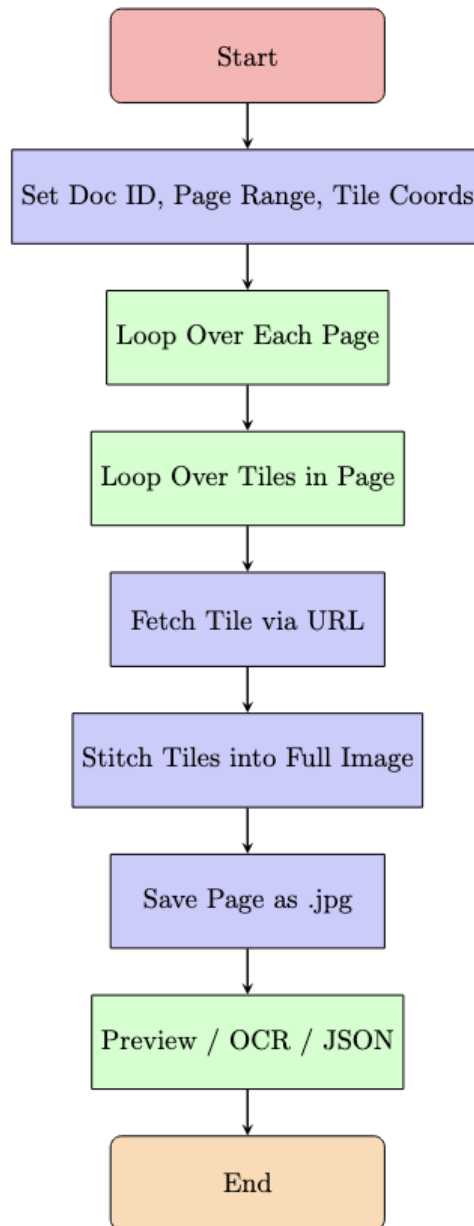 Start
Set Doc ID, Page Range, Tile Coords
Loop Over Each Page
Loop Over Tiles in Page
Fetch Tile via URL
Stitch Tiles into Full Image
Save Page as .jpg
Preview / OCR / JSON
End